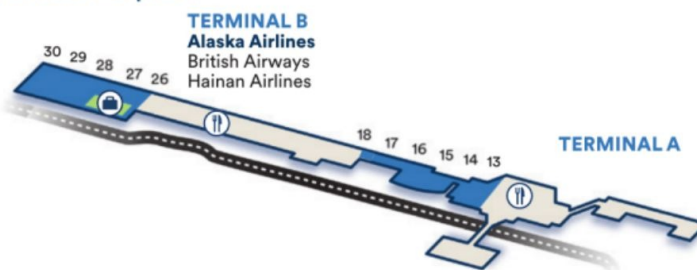 TERMINAL B
Alaska Airlines
British Airways
Hainan Airlines
30 29 28 27 26
18 17 16 15 14 13
TERMINAL A